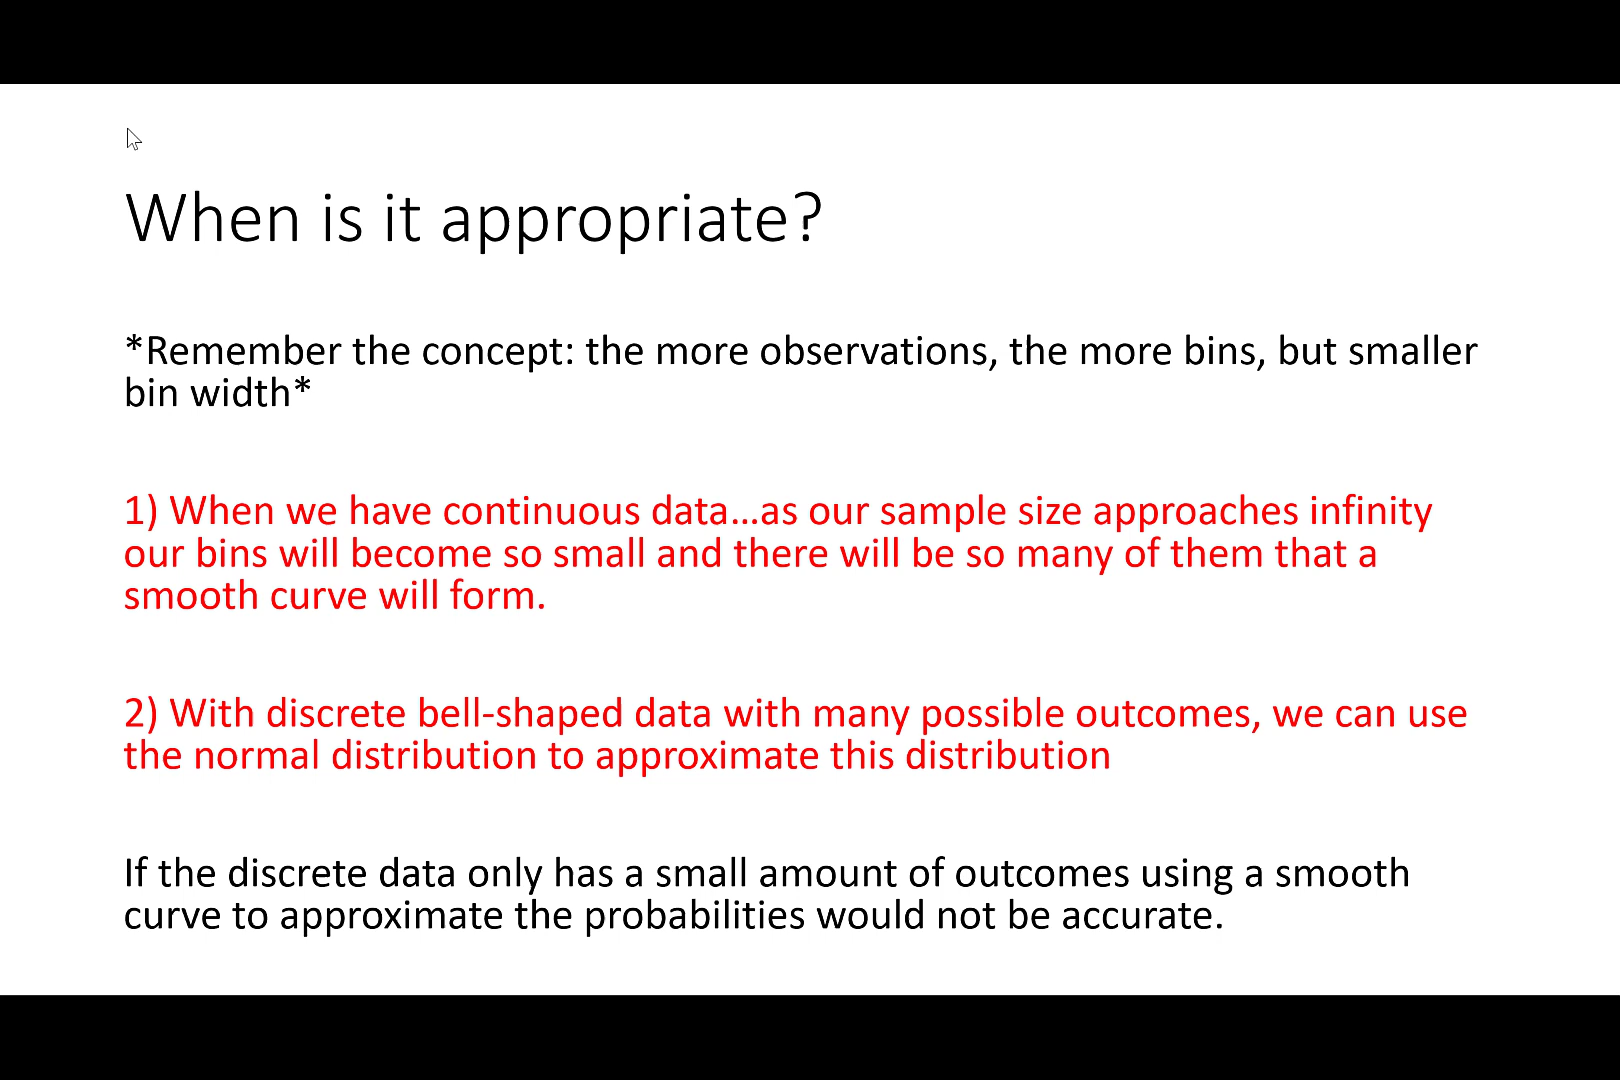 When is it appropriate?
*Remember the concept: the more observations, the more bins, but smaller
bin width*
1) When we have continuous data…as our sample size approaches infinity
our bins will become so small and there will be so many of them that a
smooth curve will form.
2) With discrete bell-shaped data with many possible outcomes, we can use
the normal distribution to approximate this distribution
If the discrete data only has a small amount of outcomes using a smooth
curve to approximate the probabilities would not be accurate.